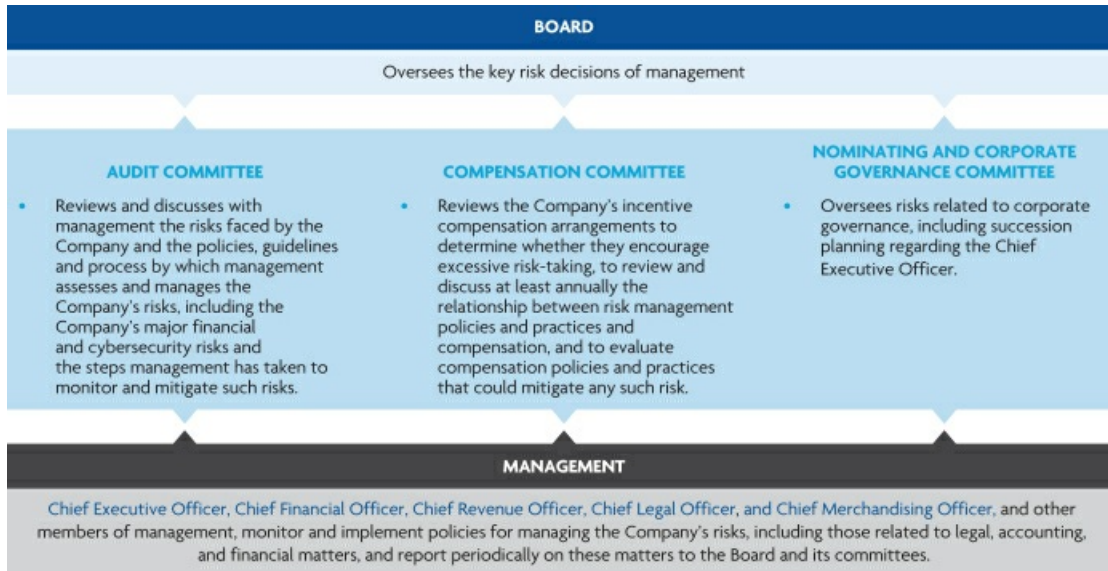 BOARD
Oversees the key risk decisions of management
AUDIT COMMITTEE
• Reviews and discusses with
management the risks faced by the
Company and the policies, guidelines
and process by which management
assesses and manages the
Company's risks, including the
Company's major financial
and cybersecurity risks and
the steps management has taken to
monitor and mitigate such risks.
COMPENSATION COMMITTEE
• Reviews the Company's incentive
compensation arrangements to
determine whether they encourage
excessive risk-taking, to review and
discuss at least annually the
relationship between risk management
policies and practices and
compensation, and to evaluate
compensation policies and practices
that could mitigate any such risk.
NOMINATING AND CORPORATE
GOVERNANCE COMMITTEE
• Oversees risks related to corporate
governance, including succession
planning regarding the Chief
Executive Officer.
MANAGEMENT
Chief Executive Officer, Chief Financial Officer, Chief Revenue Officer, Chief Legal Officer, and Chief Merchandising Officer, and other
members of management, monitor and implement policies for managing the Company's risks, including those related to legal, accounting,
and financial matters, and report periodically on these matters to the Board and its committees.